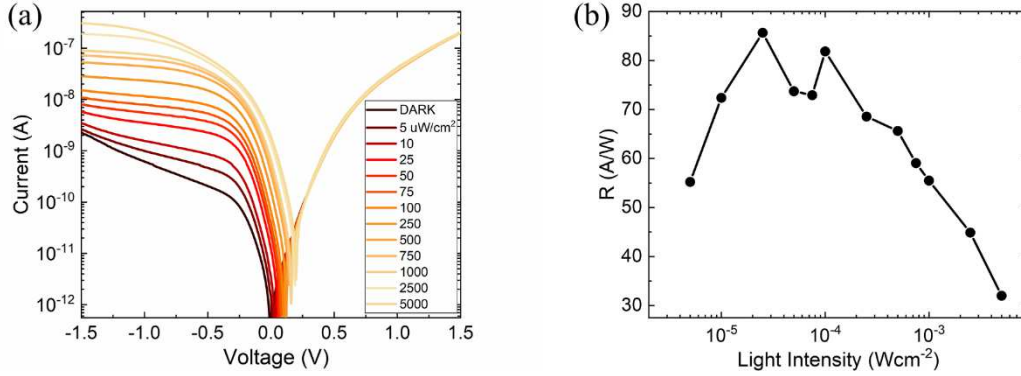 (a)
10^-7
10^-8
10^-9
10^-10
10^-11
10^-12
Current (A)
-1.5 -1.0 -0.5 0.0 0.5 1.0 1.5
Voltage (V)
DARK
5 uW/cm^2
10
25
50
75
100
250
500
750
1000
2500
5000
(b)
90
80
70
60
50
40
30
R (A/W)
10^-5 10^-4 10^-3
Light Intensity (Wcm^-2)